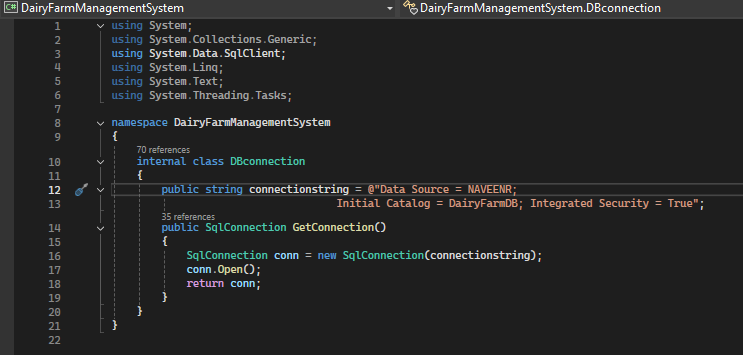 C# DairyFarmManagementSystem DairyFarmManagementSystem.DBconnection
1 using System;
2 using System.Collections.Generic;
3 using System.Data.SqlClient;
4 using System.Linq;
5 using System.Text;
6 using System.Threading.Tasks;
7
8 namespace DairyFarmManagementSystem
9 {
70 references
10 internal class DBconnection
11 {
12 public string connectionstring = @"Data Source = NAVEENR;
13 Initial Catalog = DairyFarmDB; Integrated Security = True";
35 references
14 public SqlConnection GetConnection()
15 {
16 SqlConnection conn = new SqlConnection(connectionstring);
17 conn.Open();
18 return conn;
19 }
20 }
21 }
22